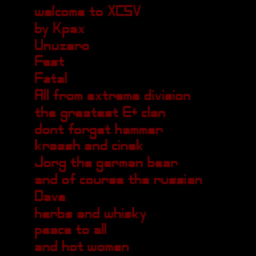 welcome to XCSV
by Kpax
Unuzero
Fast
Fatal
All from extreme division
the greatest E+ clan
dont forget hammer
kraash and cinek
Jorg the german bear
and of course the russian
Dave
herbs and whisky
peace to all
and hot women